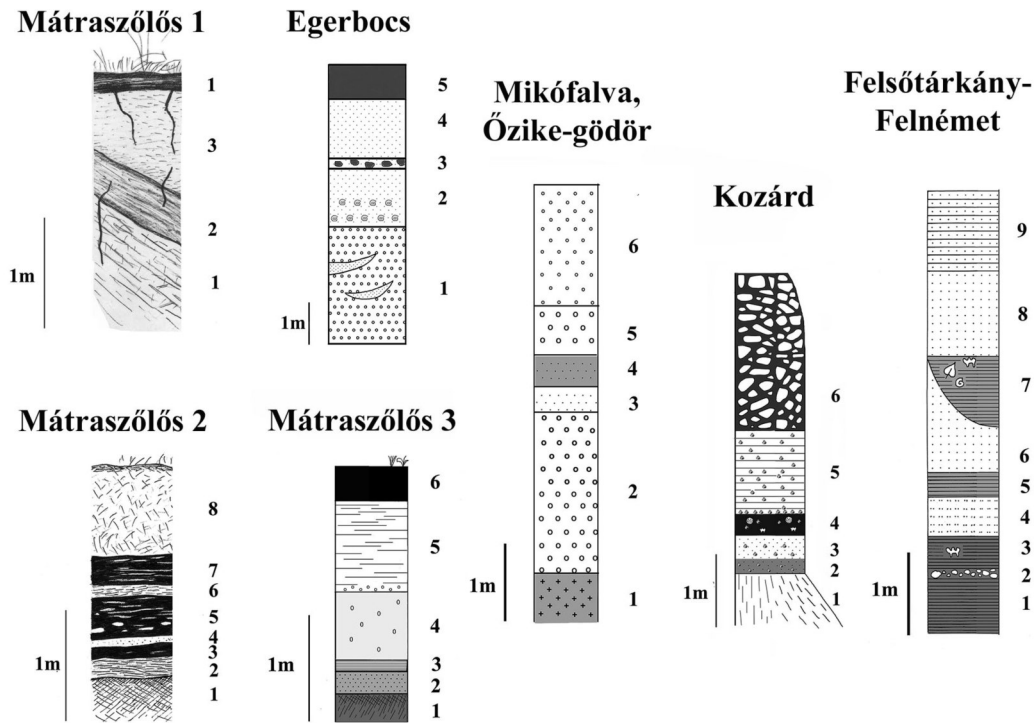 Mátraszőlős 1
1
3
2
1
1m
Egerbocs
5
4
3
2
1
1m
Mikófalva,
Őzike-gödör
6
5
4
3
2
1
1m
Kozárd
6
5
4
3
2
1
1m
Felsőtárkány-
Felnémet
9
8
7
6
5
4
3
2
1
1m
G
Mátraszőlős 2
8
7
6
5
4
3
2
1
1m
Mátraszőlős 3
6
5
4
3
2
1
1m